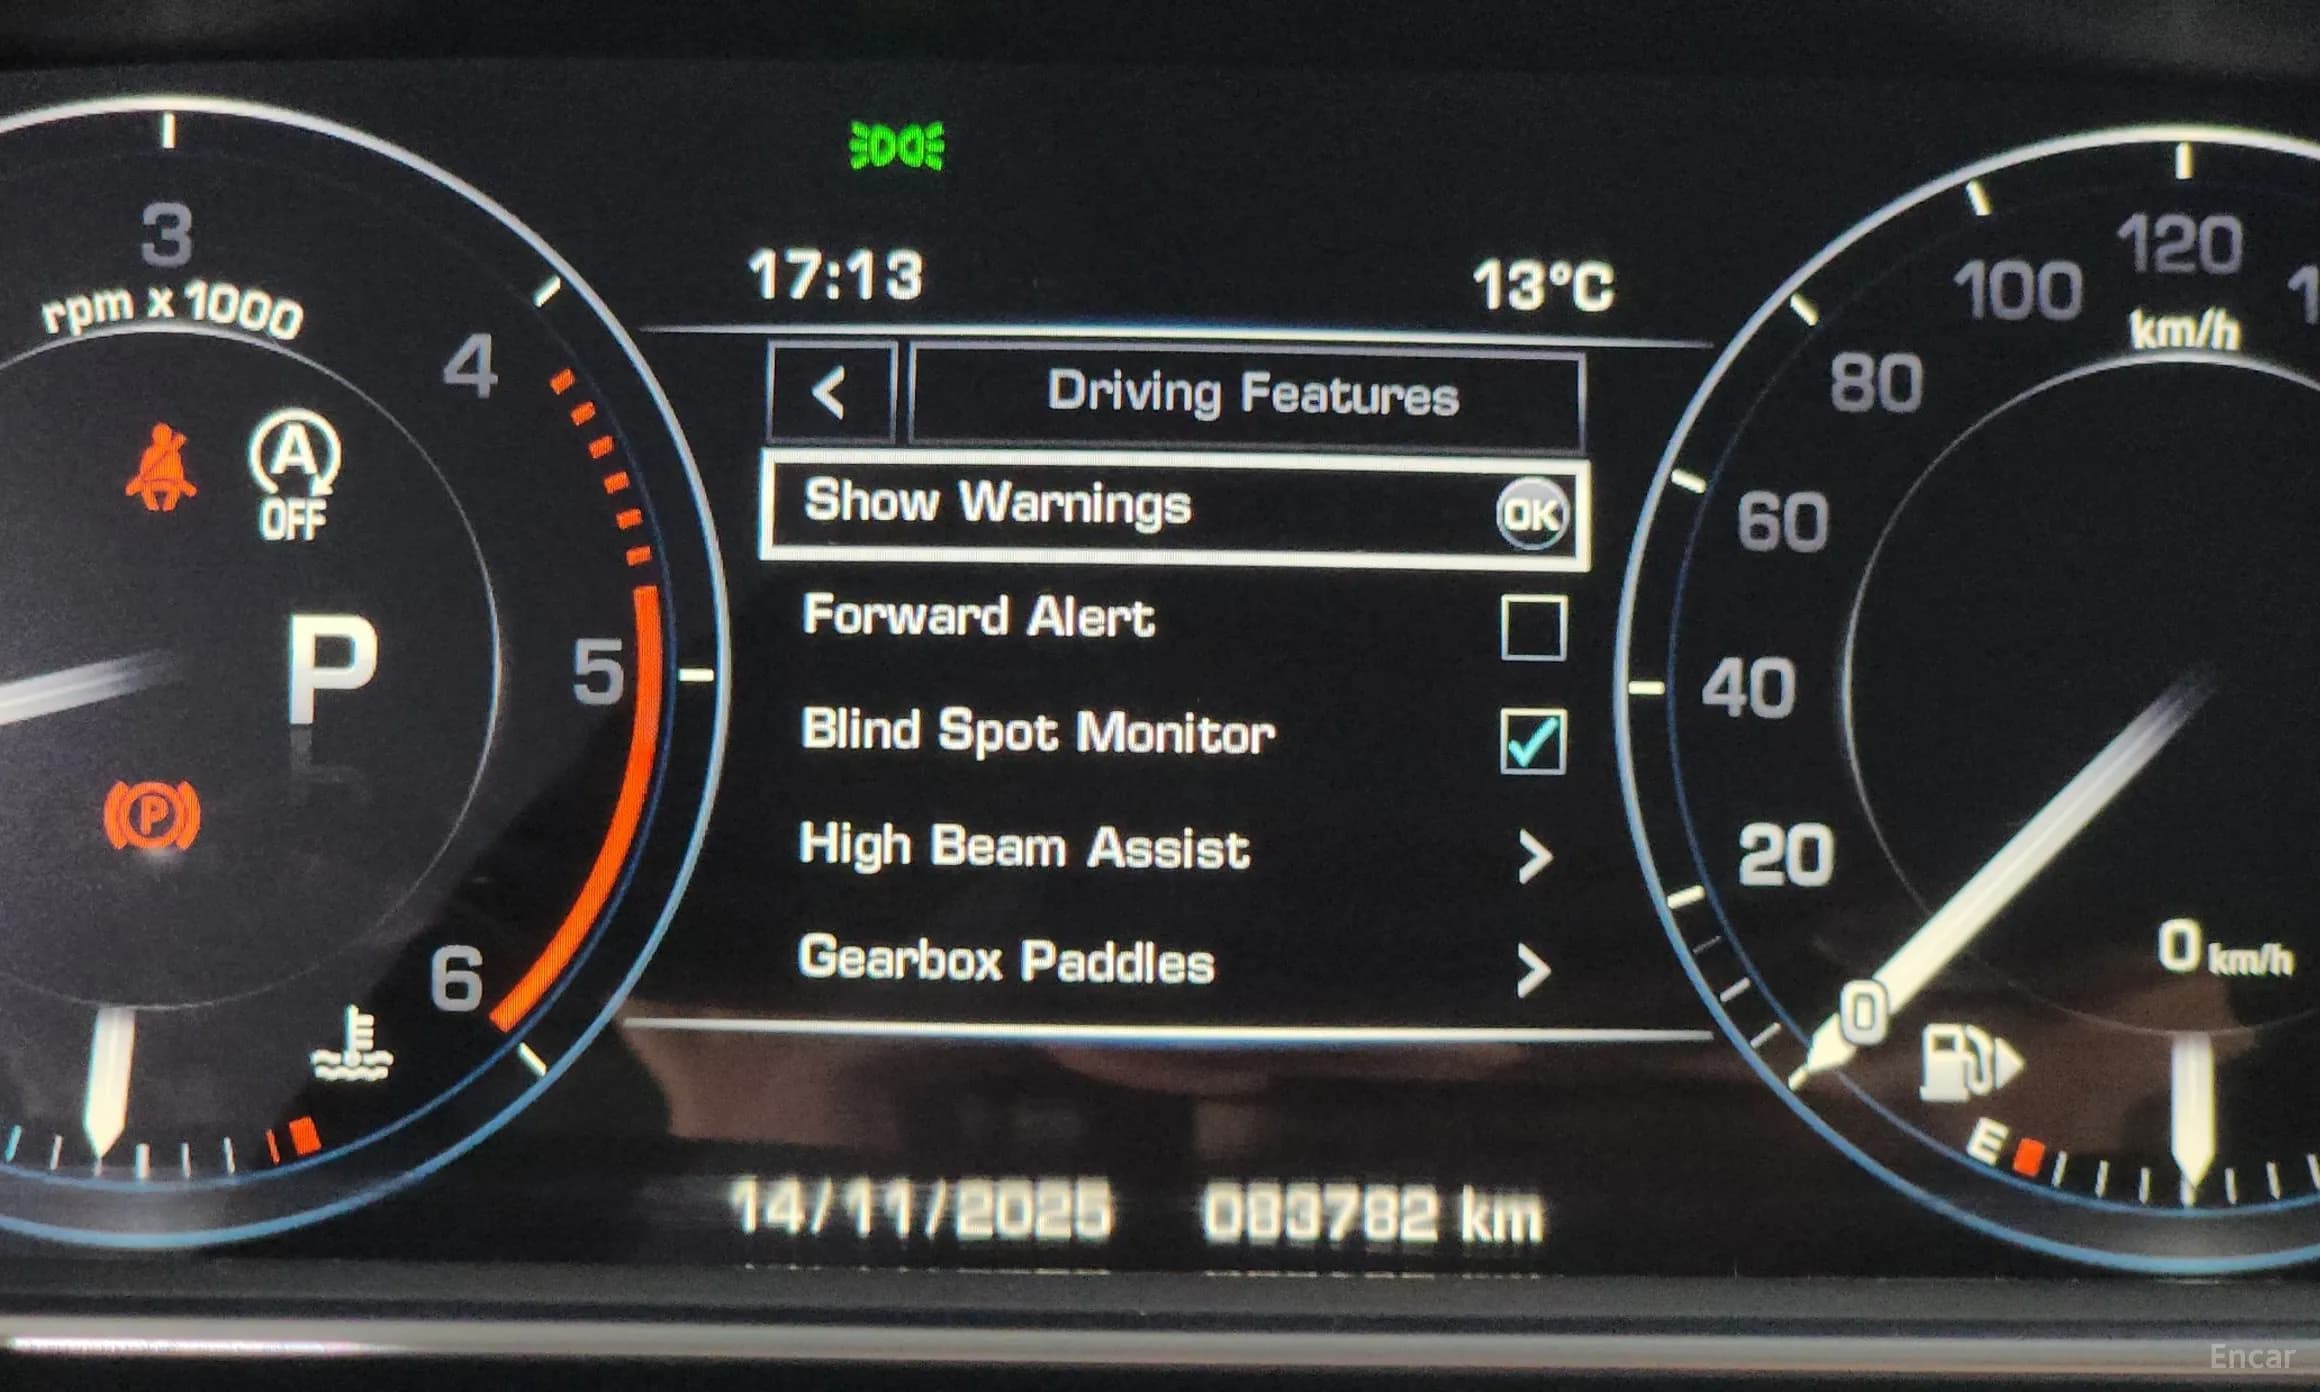 3
rpm x 1000
4
5
6
A
OFF
P
P
17:13
13°C
<
Driving Features
Show Warnings
OK
Forward Alert
Blind Spot Monitor
High Beam Assist
>
Gearbox Paddles
>
120
100
km/h
80
60
40
20
0
0 km/h
E
14/11/2025
km
Encar